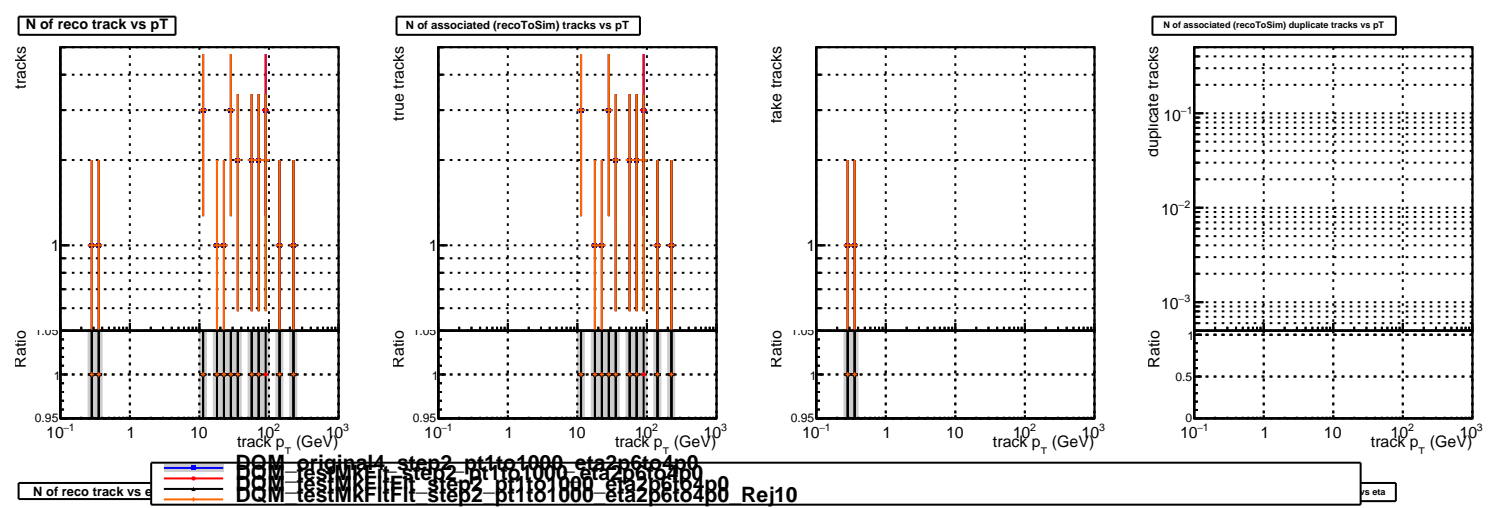 N of reco track vs pT
N of associated (recoToSim) tracks vs pT
N of associated (recoToSim) duplicate tracks vs pT
tracks
1
Ratio
1.05
1
0.95
10⁻¹ 1 10 10² 10³
track p_T (GeV)
true tracks
1
Ratio
1.05
1
0.95
10⁻¹ 1 10 10² 10³
track p_T (GeV)
fake tracks
1
Ratio
1.05
1
0.95
10⁻¹ 1 10 10² 10³
track p_T (GeV)
duplicate tracks
10⁻¹
10⁻²
10⁻³
Ratio
1
0.5
0
10⁻¹ 1 10 10² 10³
track p_T (GeV)
DQM_original4_step2_pt1to1000_eta2p6to4p0
DQM_testMkFit_step2_pt1to1000_eta2p6to4p0
DQM_testMkFitFit_step2_pt1to1000_eta2p6to4p0
DQM_testMkFitFit_step2_pt1to1000_eta2p6to4p0_Rej10
N of reco track vs e
vs eta